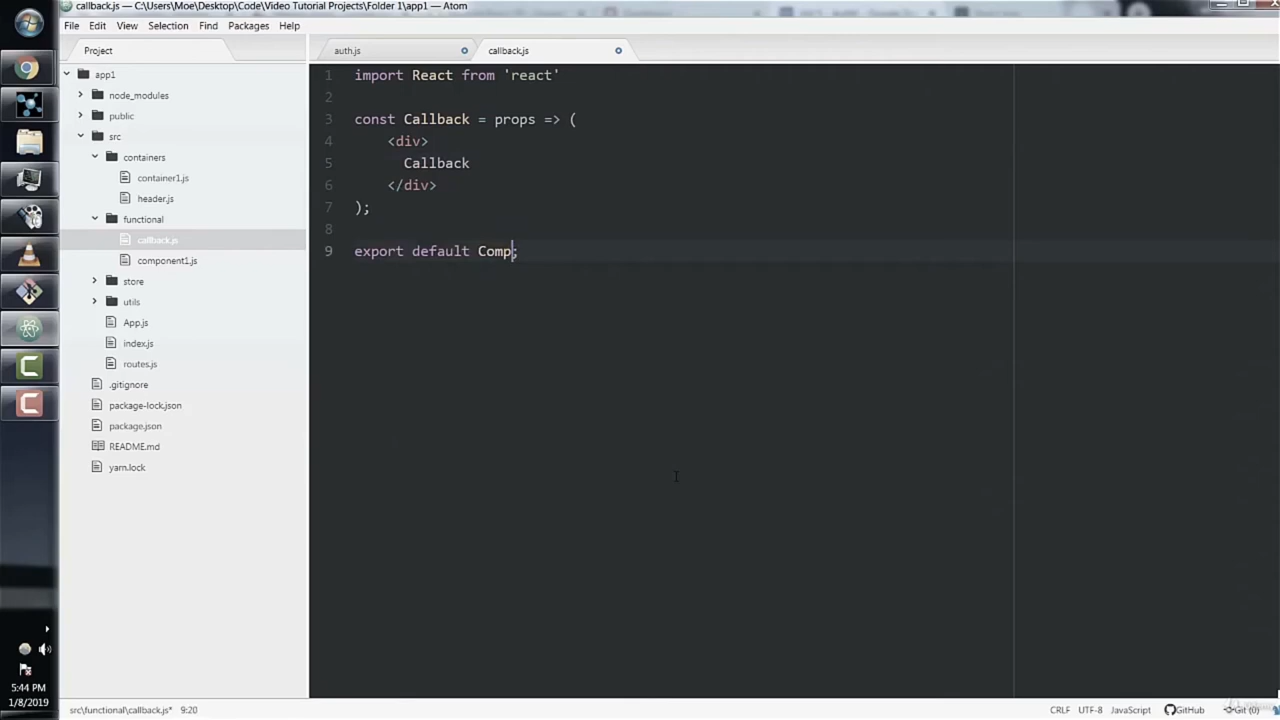 callback.js — C:\Users\Moe\Desktop\Code\Video Tutorial Projects\Folder 1\app1 — Atom
File Edit View Selection Find Packages Help
Project
auth.js
callback.js
app1
node_modules
public
src
containers
container1.js
header.js
functional
callback.js
component1.js
store
utils
App.js
index.js
routes.js
.gitignore
package-lock.json
package.json
README.md
yarn.lock
1 import React from 'react'
2
3 const Callback = props => (
4 <div>
5 Callback
6 </div>
7 );
8
9 export default Comp;
5:44 PM
1/8/2019
src\functional\callback.js* 9:20
CRLF UTF-8 JavaScript GitHub Git (0)